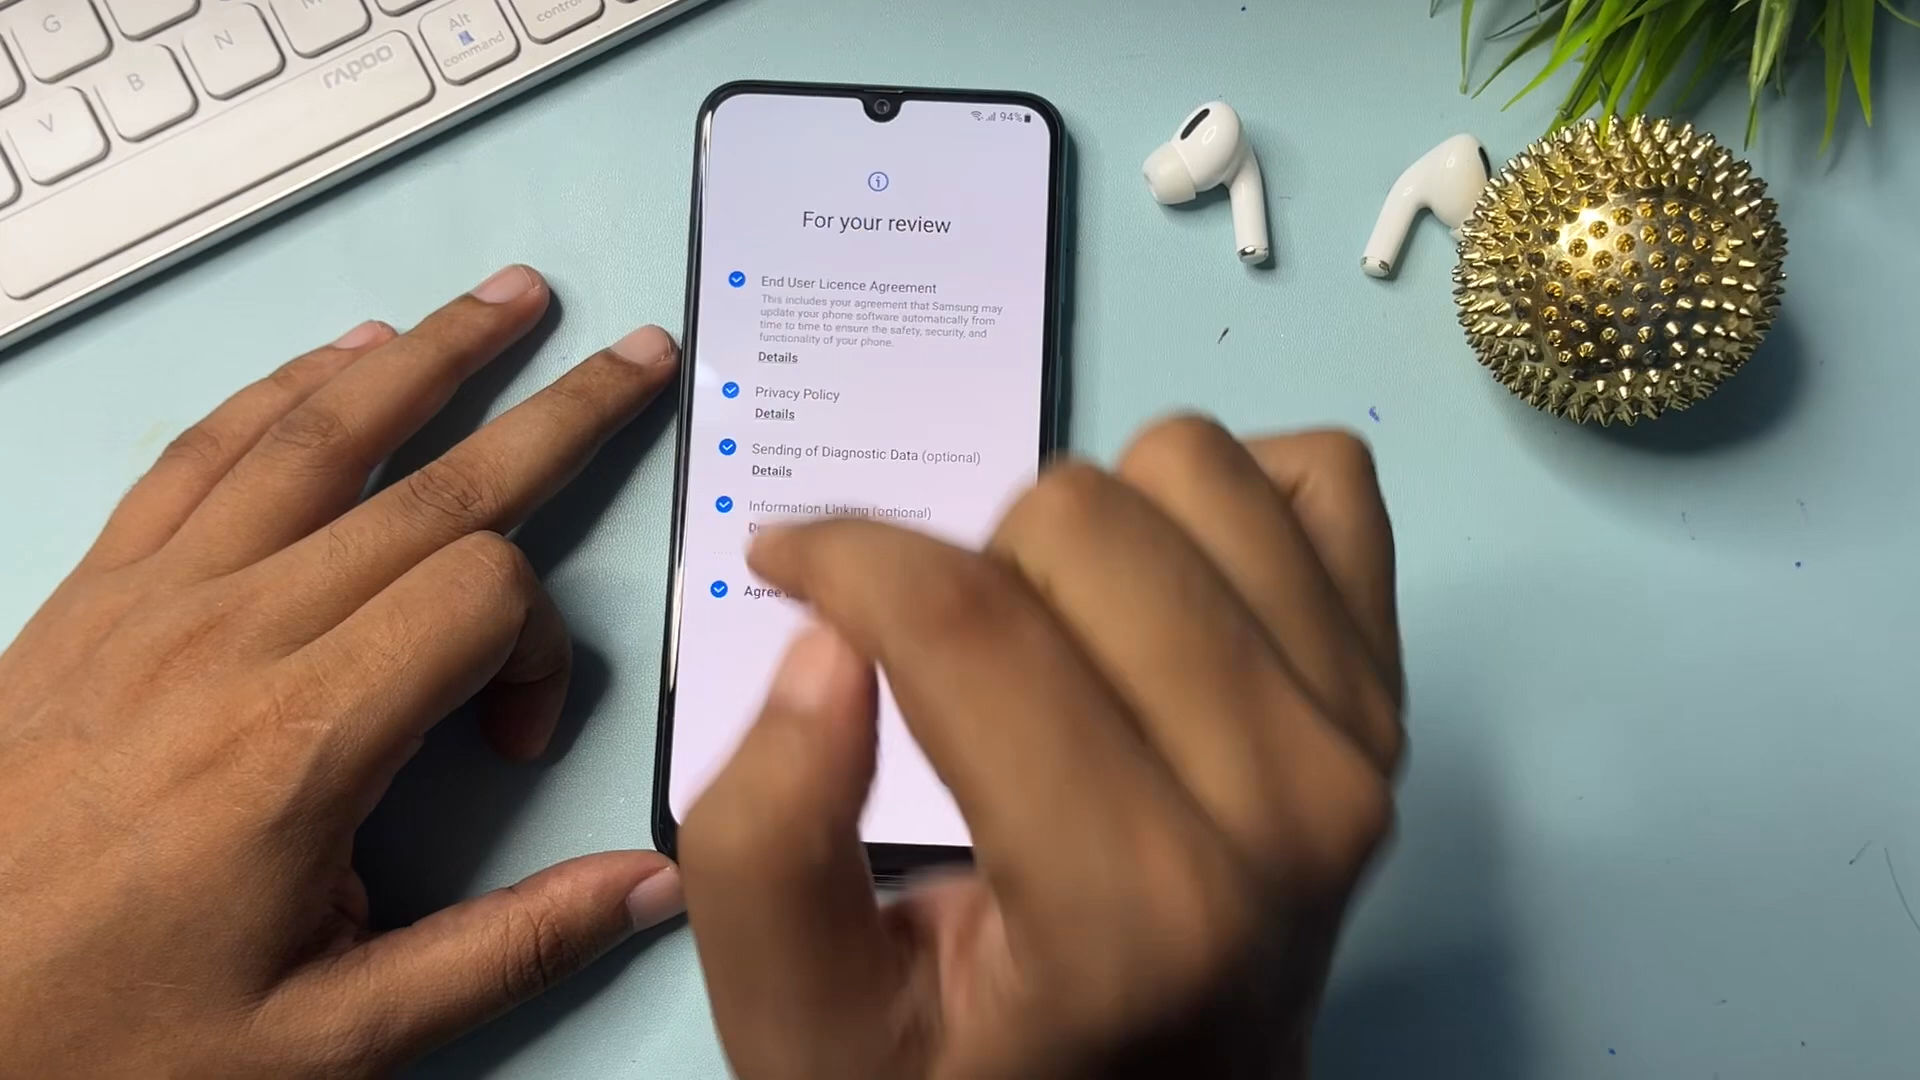 G
M
Alt
command
control
N
B
V
rapoo
94%
For your review
End User Licence Agreement
This includes your agreement that Samsung may
update your phone software automatically from
time to time to ensure the safety, security, and
functionality of your phone.
Details
Privacy Policy
Details
Sending of Diagnostic Data (optional)
Details
Information Linking (optional)
Agree